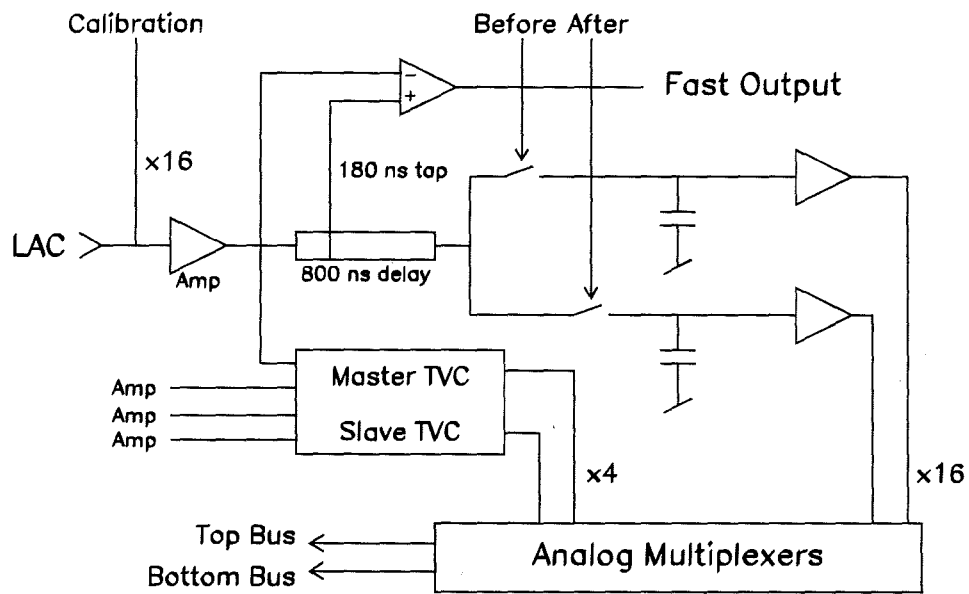 Calibration
Before After
−
+
Fast Output
x16
180 ns tap
LAC
Amp
800 ns delay
Master TVC
Amp
Amp
Slave TVC
Amp
x4
x16
Top Bus
Analog Multiplexers
Bottom Bus